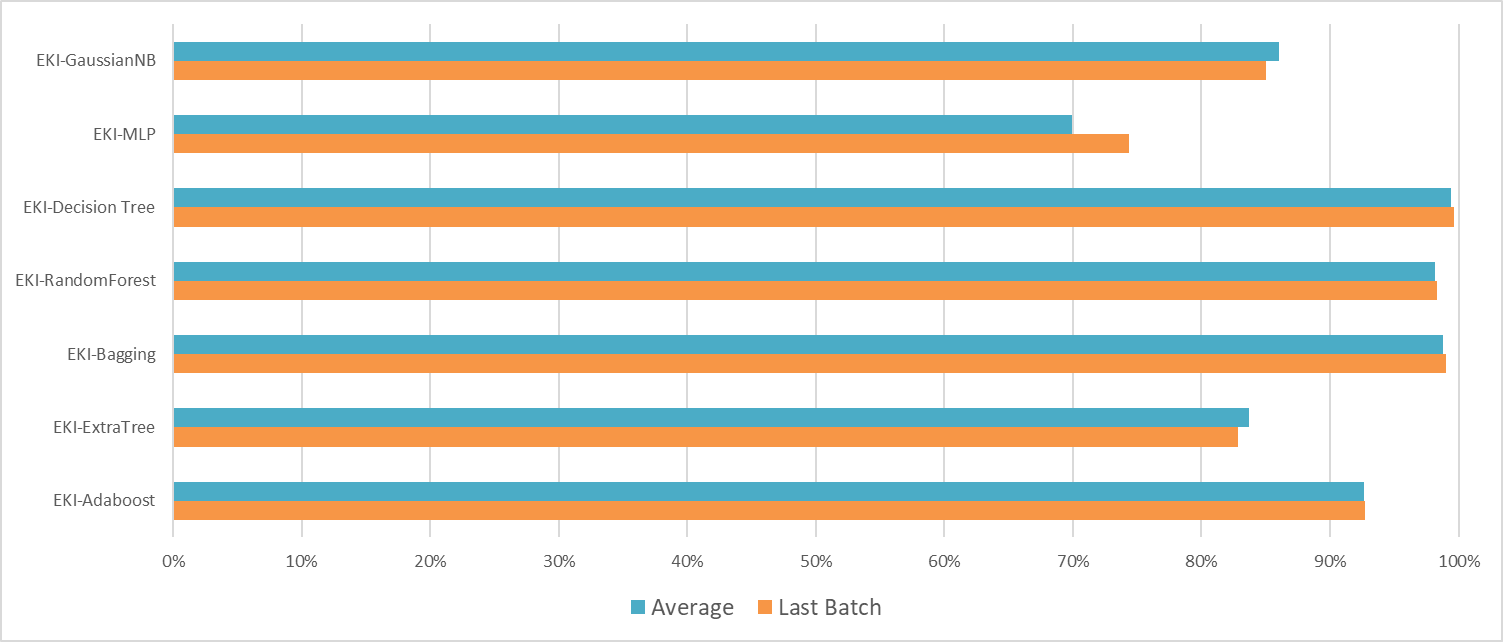 EKI-GaussianNB
EKI-MLP
EKI-Decision Tree
EKI-RandomForest
EKI-Bagging
EKI-ExtraTree
EKI-Adaboost
0% 10% 20% 30% 40% 50% 60% 70% 80% 90% 100%
Average Last Batch